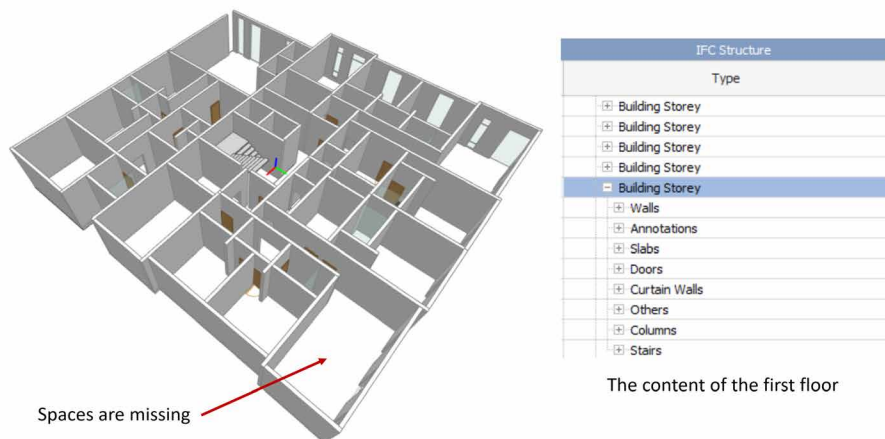 IFC Structure
Type
Building Storey
Building Storey
Building Storey
Building Storey
Building Storey
Walls
Annotations
Slabs
Doors
Curtain Walls
Others
Columns
Stairs
Spaces are missing
The content of the first floor